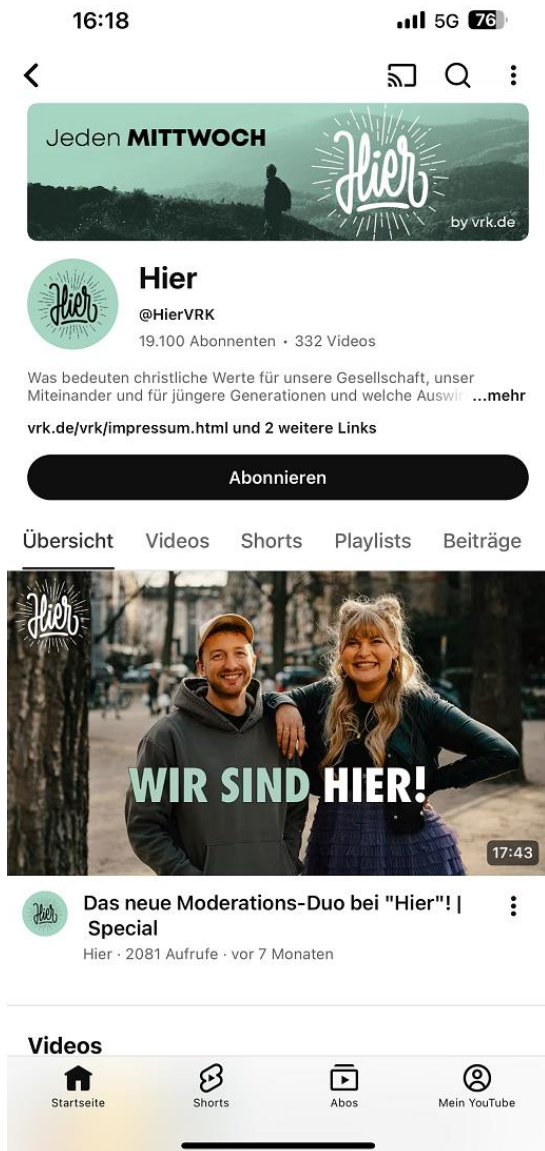 16:18
5G 76
Jeden MITTWOCH
Hier
by vrk.de
Hier
Hier
@HierVRK
19.100 Abonnenten • 332 Videos
Was bedeuten christliche Werte für unsere Gesellschaft, unser
Miteinander und für jüngere Generationen und welche Auswir ...mehr
vrk.de/vrk/impressum.html und 2 weitere Links
Abonnieren
Übersicht Videos Shorts Playlists Beiträge
Hier
WIR SIND HIER!
17:43
Hier
Das neue Moderations-Duo bei "Hier"! |
Special
Hier · 2081 Aufrufe · vor 7 Monaten
Videos
Startseite Shorts Abos Mein YouTube